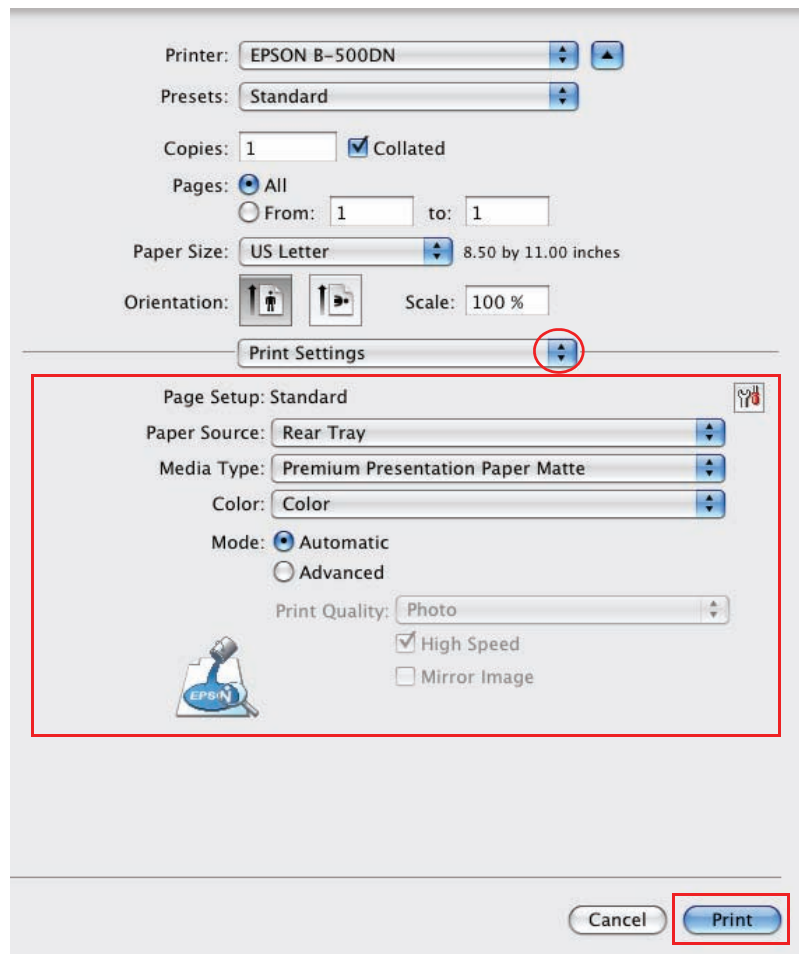 Printer: EPSON B-500DN
Presets: Standard
Copies: 1 Collated
Pages: All
From: 1 to: 1
Paper Size: US Letter 8.50 by 11.00 inches
Orientation: Scale: 100 %
Print Settings
Page Setup: Standard
Paper Source: Rear Tray
Media Type: Premium Presentation Paper Matte
Color: Color
Mode: Automatic
Advanced
Print Quality: Photo
High Speed
Mirror Image
EPSON
Cancel Print